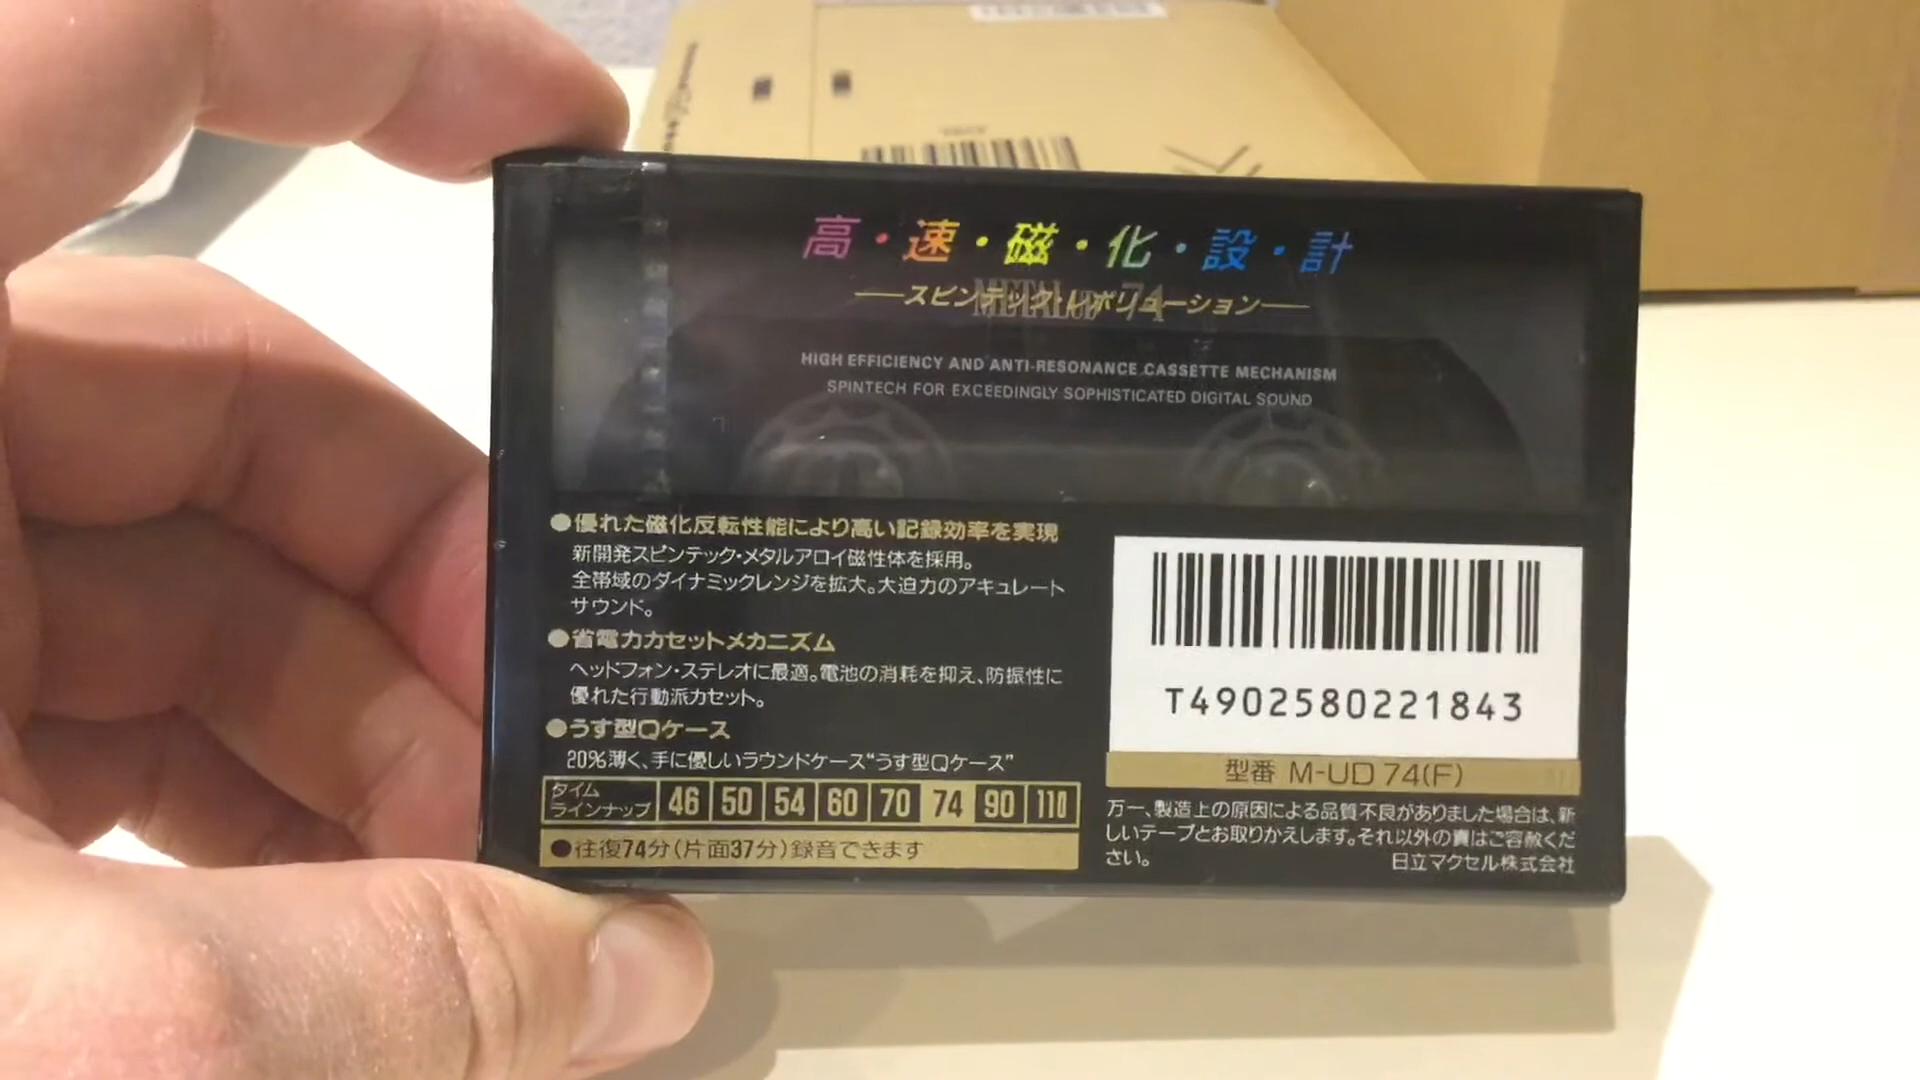 高・速・磁・化・設・計
スピンテック・レボリューション
METAL UD 74
HIGH EFFICIENCY AND ANTI-RESONANCE CASSETTE MECHANISM
SPINTECH FOR EXCEEDINGLY SOPHISTICATED DIGITAL SOUND
●優れた磁化反転性能により高い記録効率を実現
新開発スピンテック・メタルアロイ磁性体を採用。
全帯域のダイナミックレンジを拡大。大迫力のアキュレート
サウンド。
●省電力カセットメカニズム
ヘッドフォン・ステレオに最適。電池の消耗を抑え、防振性に
優れた行動派カセット。
●うす型Qケース
20%薄く、手に優しいラウンドケース“うす型Qケース”
タイム
ラインナップ 46 50 54 60 70 74 90 110
●往復74分(片面37分)録音できます
T4902580221843
型番 M-UD 74(F)
万一、製造上の原因による品質不良がありました場合は、新
しいテープとお取りかえします。それ以外の責はご容赦くだ
さい。
日立マクセル株式会社